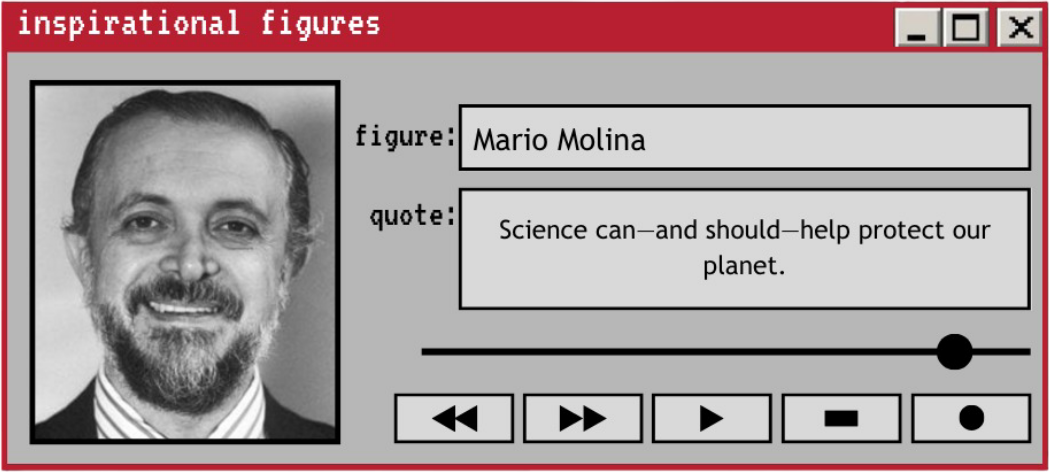 inspirational figures
figure: Mario Molina
quote: Science can—and should—help protect our
planet.